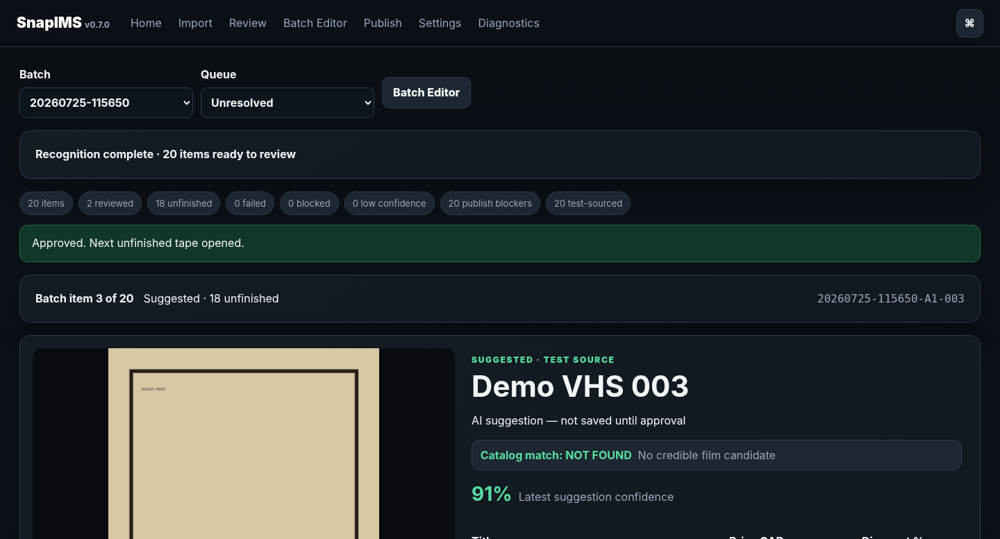 SnapIMS v0.7.0 Home Import Review Batch Editor Publish Settings Diagnostics ⌘
Batch Queue
20260725-115650 Unresolved Batch Editor
Recognition complete · 20 items ready to review
20 items 2 reviewed 18 unfinished 0 failed 0 blocked 0 low confidence 20 publish blockers 20 test-sourced
Approved. Next unfinished tape opened.
Batch item 3 of 20 Suggested · 18 unfinished 20260725-115650-A1-003
SUGGESTED · TEST SOURCE
Demo VHS 003
AI suggestion — not saved until approval
Catalog match: NOT FOUND No credible film candidate
91% Latest suggestion confidence
Title Price CAD Discount %